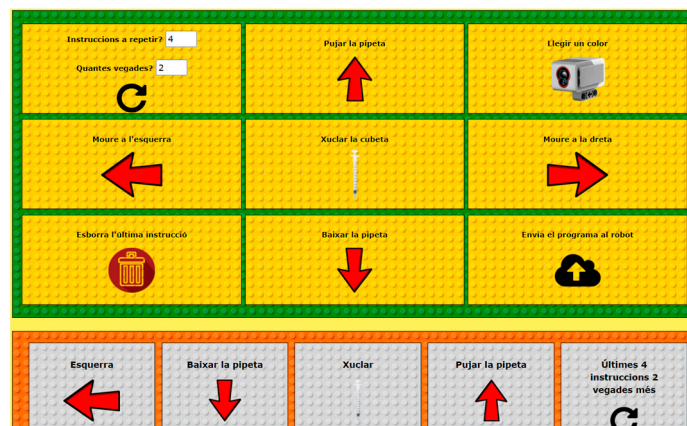 Instruccions a repetir? 4
Quantes vegades? 2
Pujar la pipeta
Llegir un color
Moure a l'esquerra
Xuclar la cubeta
Moure a la dreta
Esborra l'última instrucció
Baixar la pipeta
Envia el programa al robot
Esquerra
Baixar la pipeta
Xuclar
Pujar la pipeta
Últimes 4
instruccions 2
vegades més